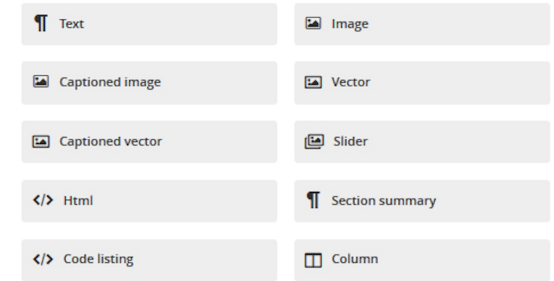 Text
Image
Captioned image
Vector
Captioned vector
Slider
Html
Section summary
Code listing
Column